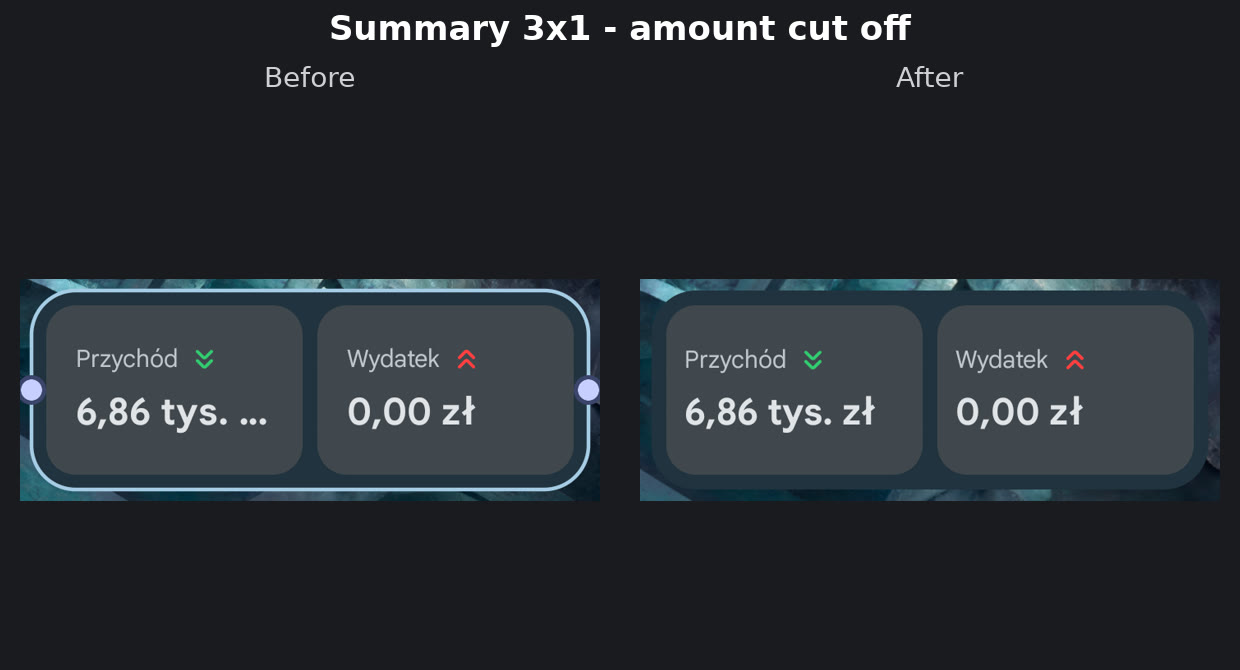 Summary 3x1 - amount cut off
Before
After
Przychód
Wydatek
6,86 tys. ...
0,00 zł
Przychód
Wydatek
6,86 tys. zł
0,00 zł